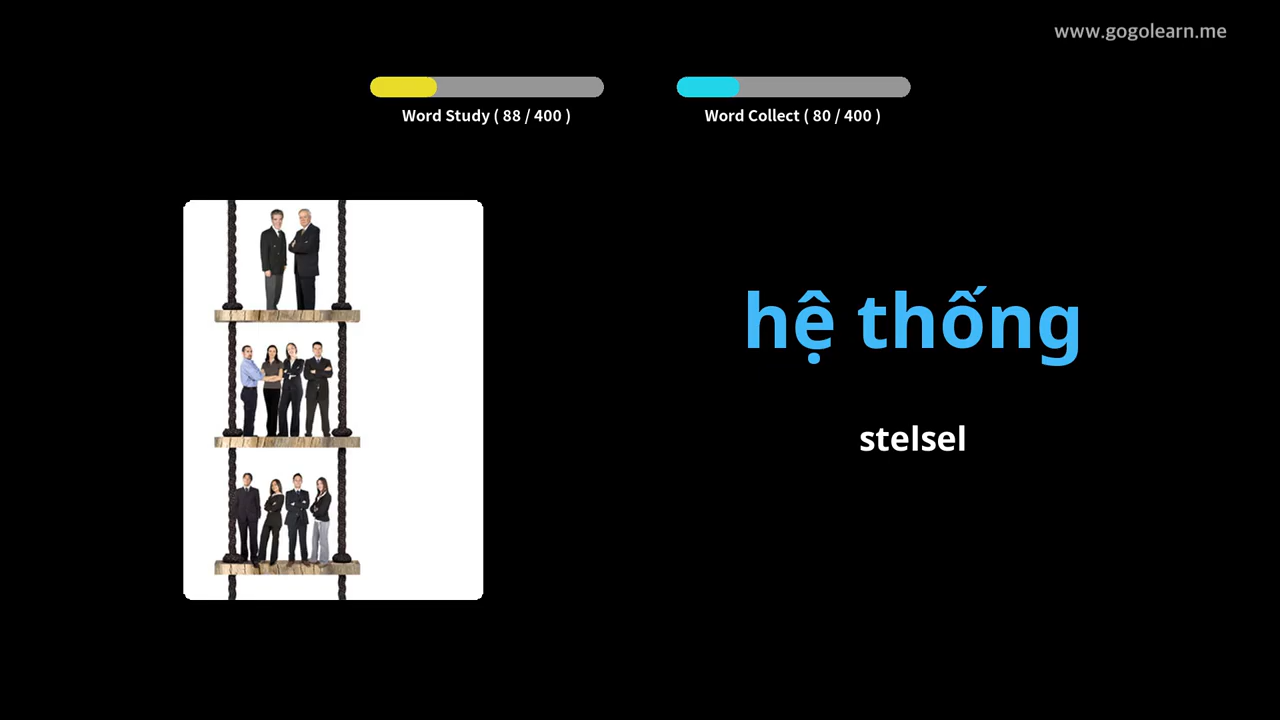 www.gogolearn.me
Word Study ( 88 / 400 )
Word Collect ( 80 / 400 )
hệ thống
stelsel